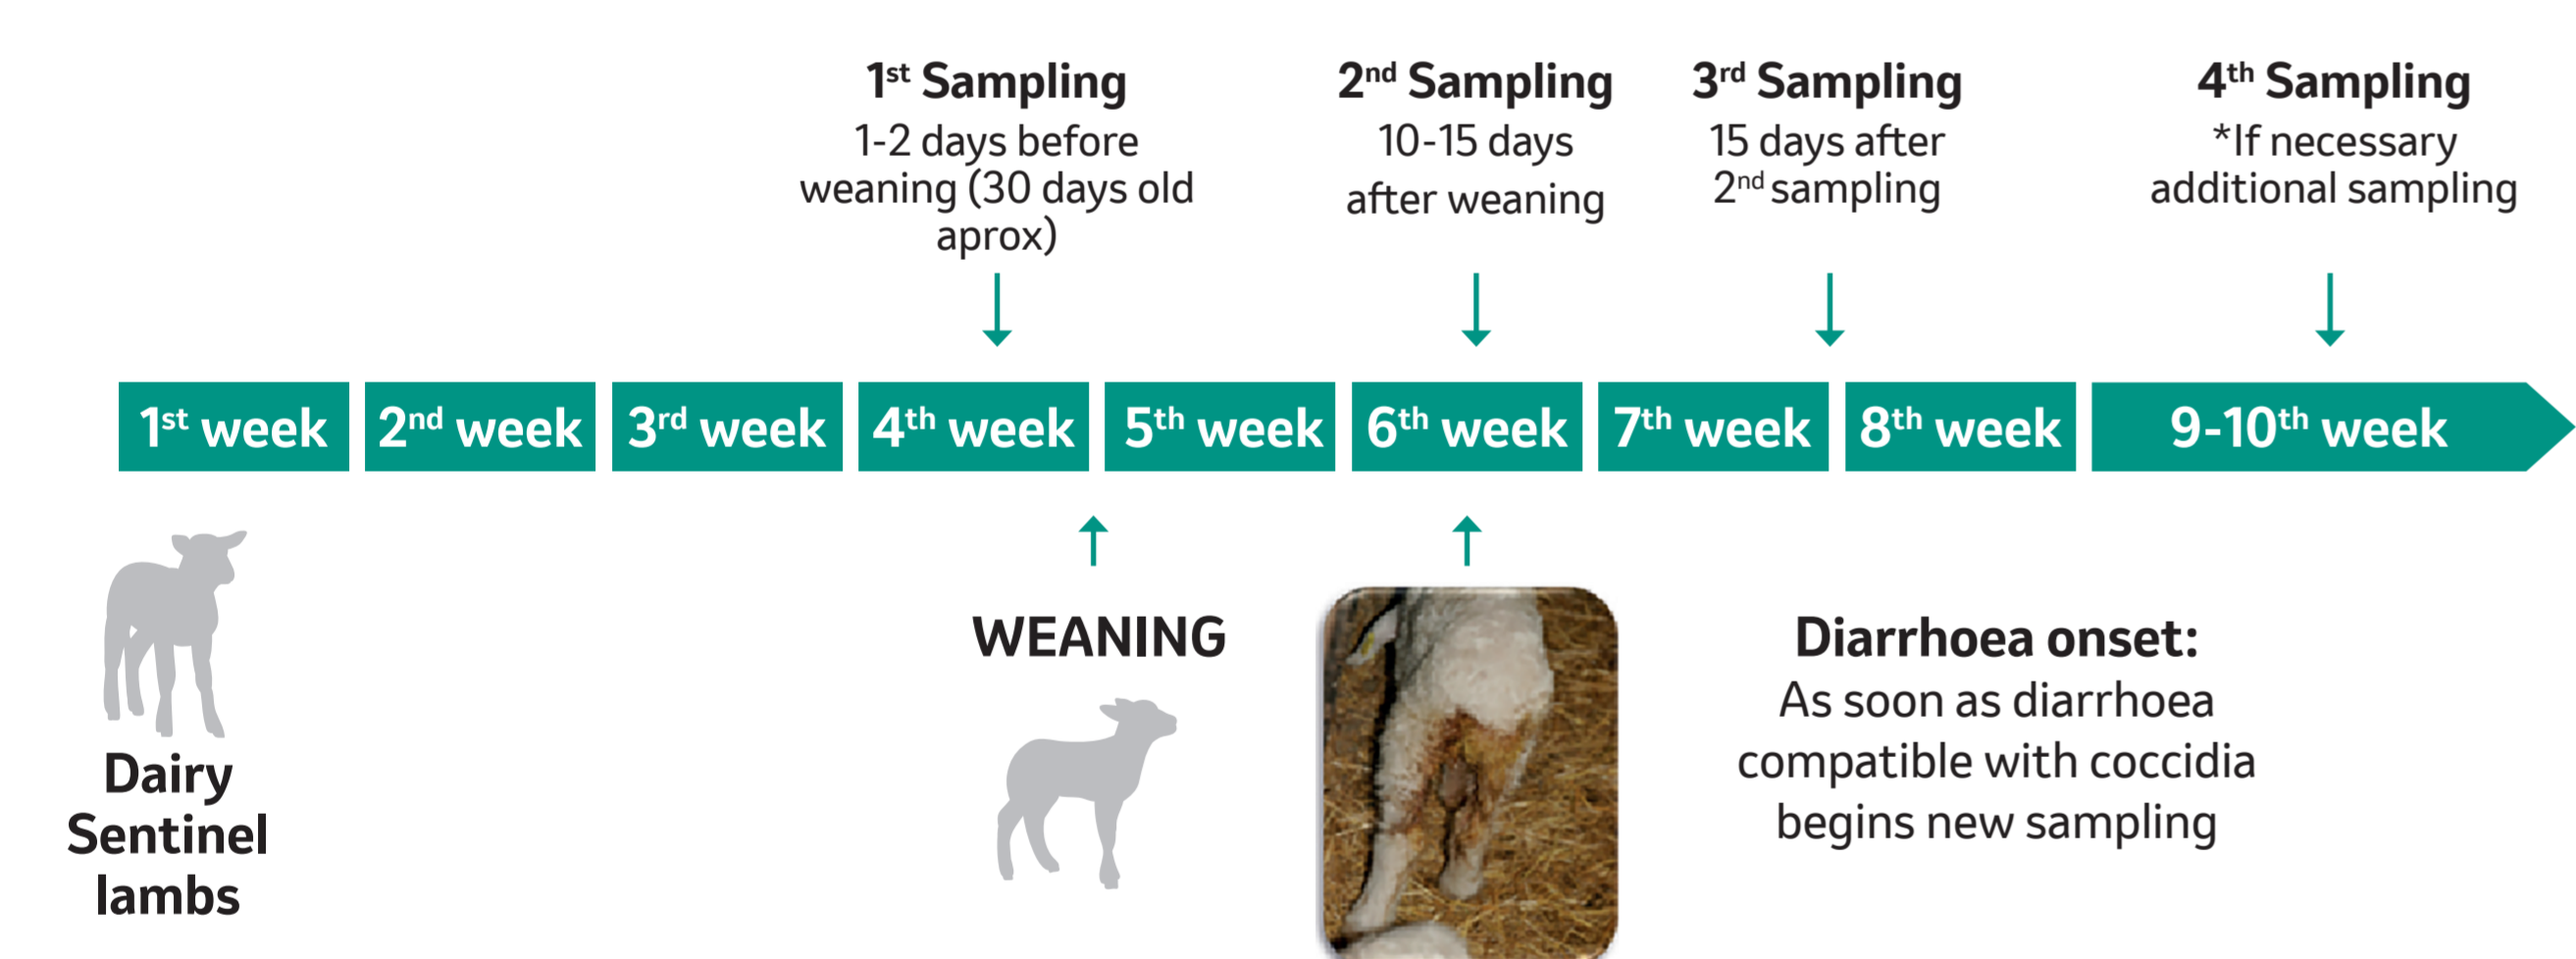 1st Sampling
1-2 days before
weaning (30 days old
aprox)
2nd Sampling
10-15 days
after weaning
3rd Sampling
15 days after
2nd sampling
4th Sampling
*If necessary
additional sampling
1st week
2nd week
3rd week
4th week
5th week
6th week
7th week
8th week
9-10th week
Dairy
Sentinel
lambs
WEANING
Diarrhoea onset:
As soon as diarrhoea
compatible with coccidia
begins new sampling